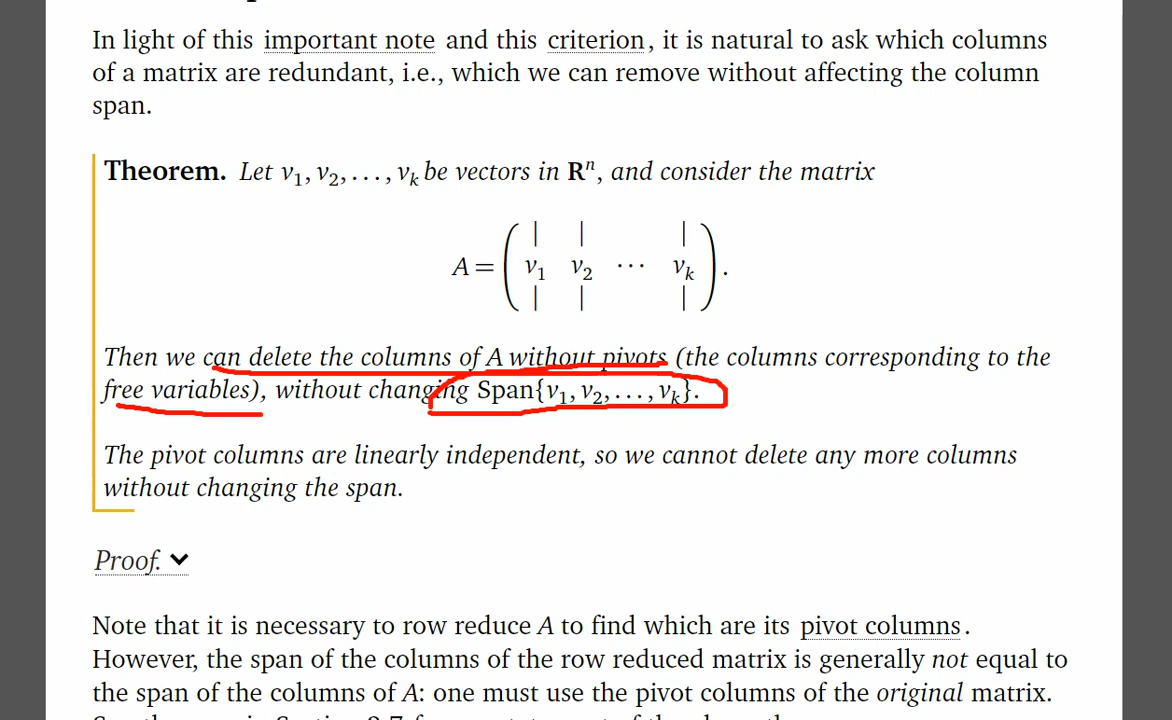 In light of this important note and this criterion, it is natural to ask which columns
of a matrix are redundant, i.e., which we can remove without affecting the column
span.
Theorem. Let v₁, v₂, . . . , vₖ be vectors in Rⁿ, and consider the matrix
A = ( | | |
v₁ v₂ ··· vₖ
| | | ) .
Then we can delete the columns of A without pivots (the columns corresponding to the
free variables), without changing Span{v₁, v₂, . . . , vₖ}.
The pivot columns are linearly independent, so we cannot delete any more columns
without changing the span.
Proof.
Note that it is necessary to row reduce A to find which are its pivot columns.
However, the span of the columns of the row reduced matrix is generally not equal to
the span of the columns of A: one must use the pivot columns of the original matrix.